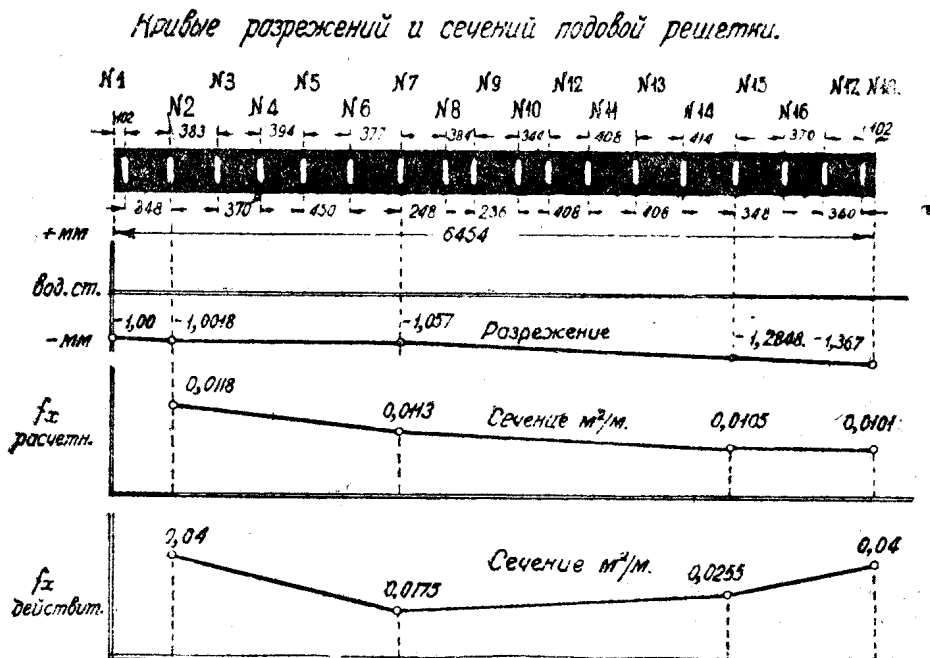 Кривые разрежений и сечений подовой решетки.
N1 N3 N5 N7 N9 N12 N13 N15 N17 N18.
N2 N4 N6 N8 N10 N11 N14 N16
102 383 394 377 384 344 408 414 370 102
348 370 450 248 236 408 406 348 360
6454
+мм
вод.ст.
-мм
-1,00 -1,0018 -1,057 Разрежение -1,2848 -1,367
fx
расчетн.
0,0118 0,0113 Сечение м²/м. 0,0105 0,0101
fx
действит.
0,04 0,0175 Сечение м²/м. 0,0255 0,04